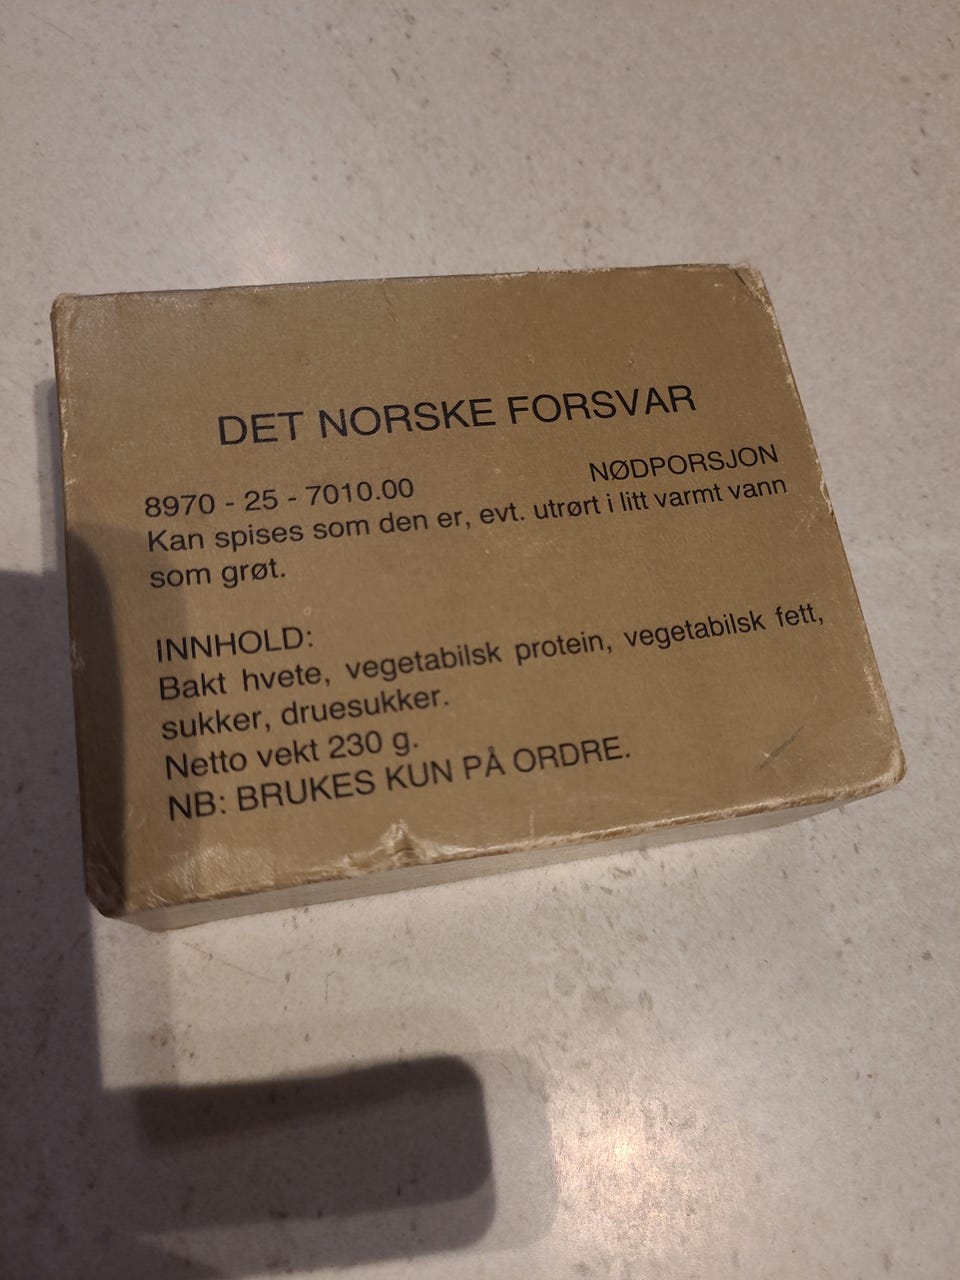 DET NORSKE FORSVAR
8970 - 25 - 7010.00 NØDPORSJON
Kan spises som den er, evt. utrørt i litt varmt vann
som grøt.
INNHOLD:
Bakt hvete, vegetabilsk protein, vegetabilsk fett,
sukker, druesukker.
Netto vekt 230 g.
NB: BRUKES KUN PÅ ORDRE.